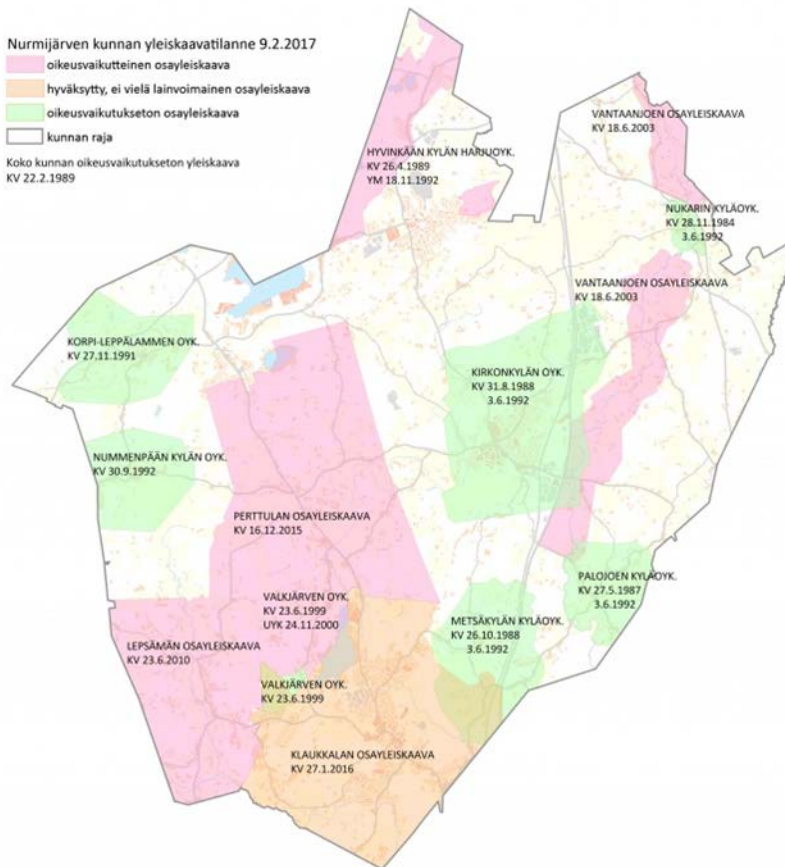 Nurmijärven kunnan yleiskaavatilanne 9.2.2017
oikeusvaikutteinen osayleiskaava
hyväksytty, ei vielä lainvoimainen osayleiskaava
oikeusvaikutukseton osayleiskaava
kunnan raja
Koko kunnan oikeusvaikutukseton yleiskaava
KV 22.2.1989
VANTAANJOEN OSAYLEISKAAVA
KV 18.6.2003
HYVINKÄÄN KYLÄN HARJUOYK.
KV 26.4.1989
YM 18.11.1992
NUKARIN KYLÄOYK.
KV 28.11.1984
3.6.1992
VANTAANJOEN OSAYLEISKAAVA
KV 18.6.2003
KORPI-LEPPÄLAMMEN OYK.
KV 27.11.1991
KIRKONKYLÄN OYK.
KV 31.8.1988
3.6.1992
NUMMENPÄÄN KYLÄN OYK.
KV 30.9.1992
PERTTULAN OSAYLEISKAAVA
KV 16.12.2015
PALOJOEN KYLÄOYK.
KV 27.5.1987
3.6.1992
VALKJÄRVEN OYK.
KV 23.6.1999
UYK 24.11.2000
METSÄKYLÄN KYLÄOYK.
KV 26.10.1988
3.6.1992
LEPSÄMÄN OSAYLEISKAAVA
KV 23.6.2010
VALKJÄRVEN OYK.
KV 23.6.1999
KLAUKKALAN OSAYLEISKAAVA
KV 27.1.2016